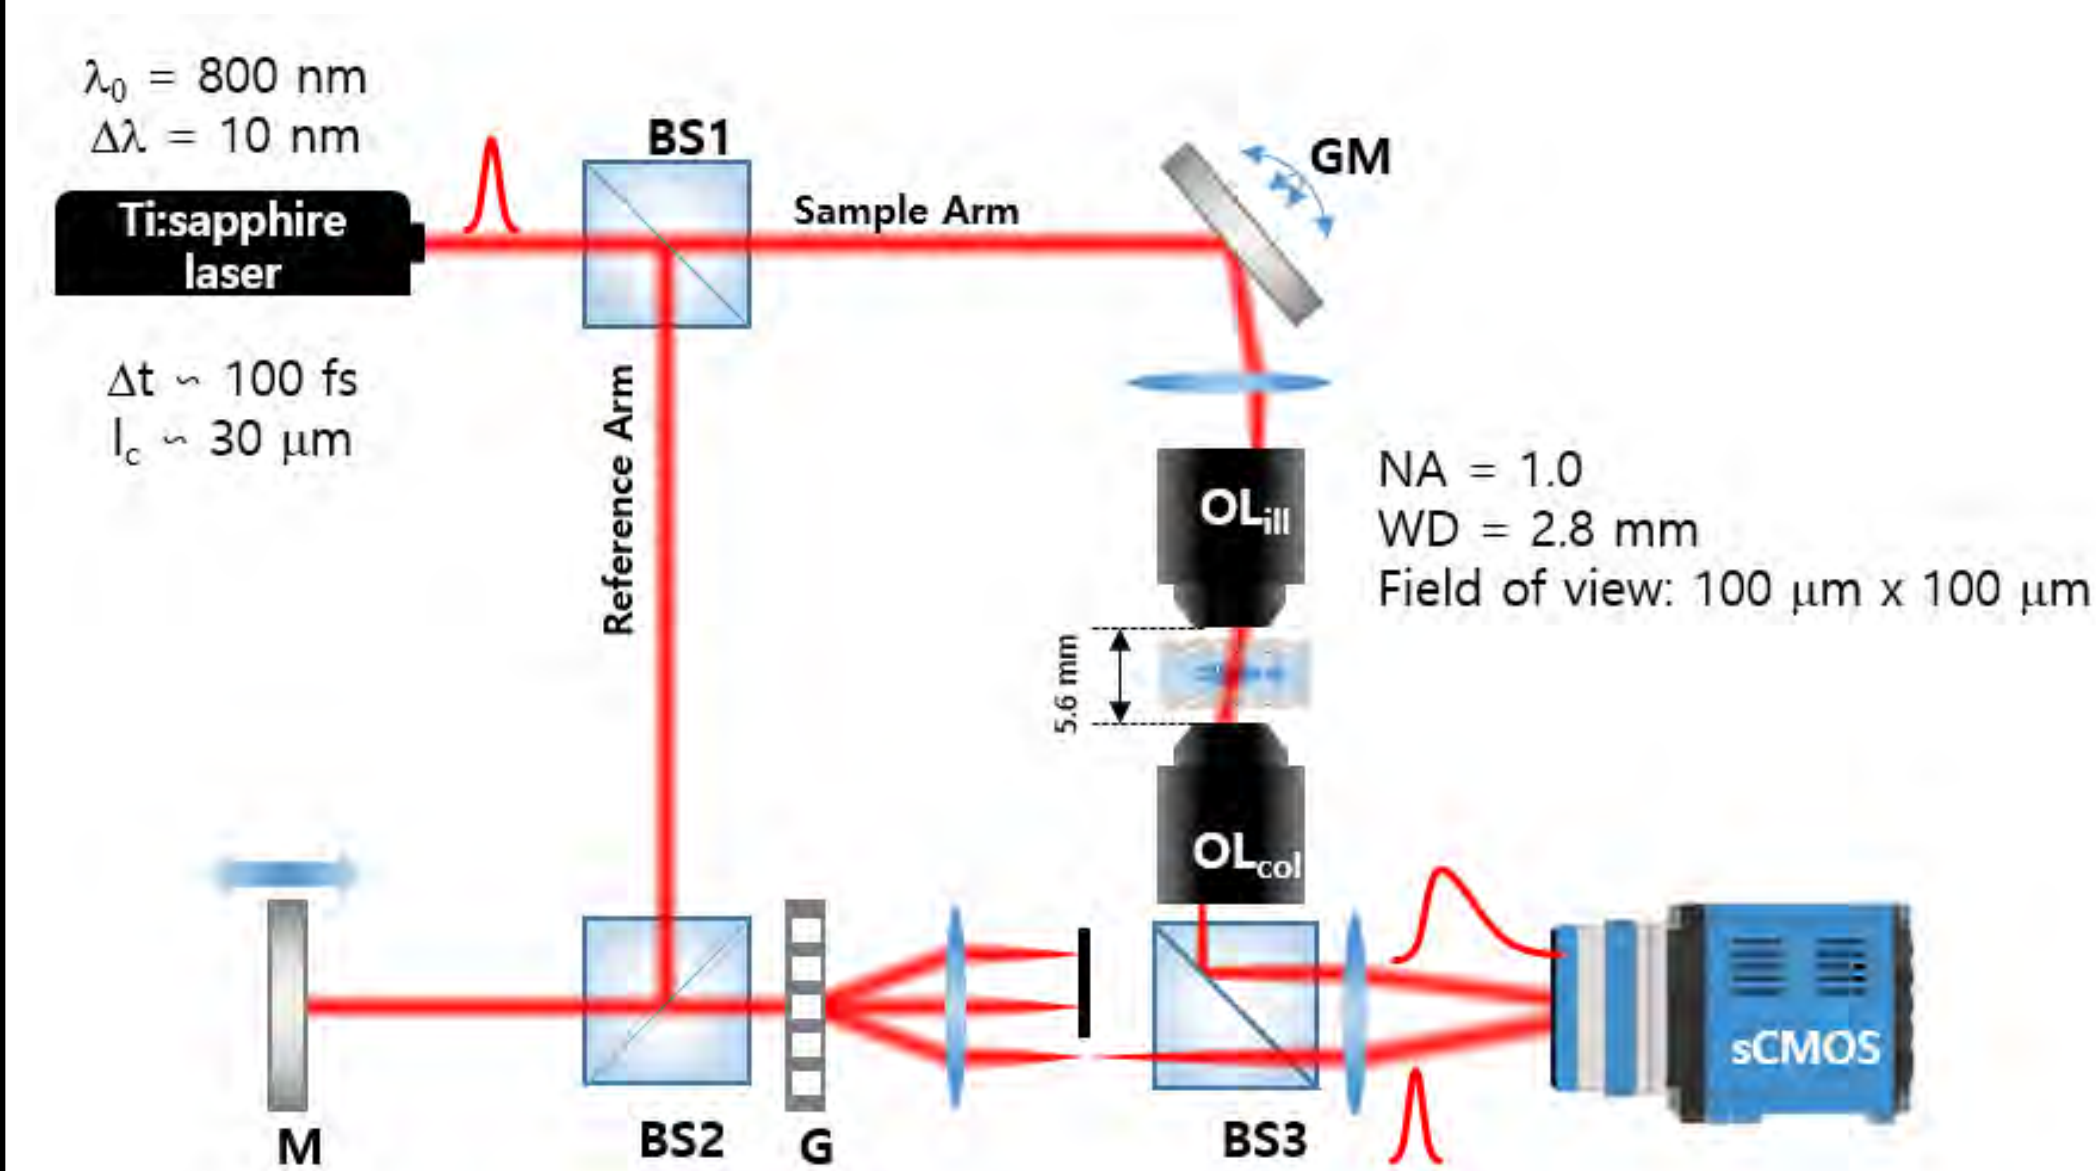 λ0 = 800 nm
Δλ = 10 nm
Ti:sapphire
laser
Δt ~ 100 fs
lc ~ 30 μm
BS1
Sample Arm
GM
Reference Arm
OLill
NA = 1.0
WD = 2.8 mm
Field of view: 100 μm x 100 μm
5.6 mm
OLcol
sCMOS
M
BS2
G
BS3